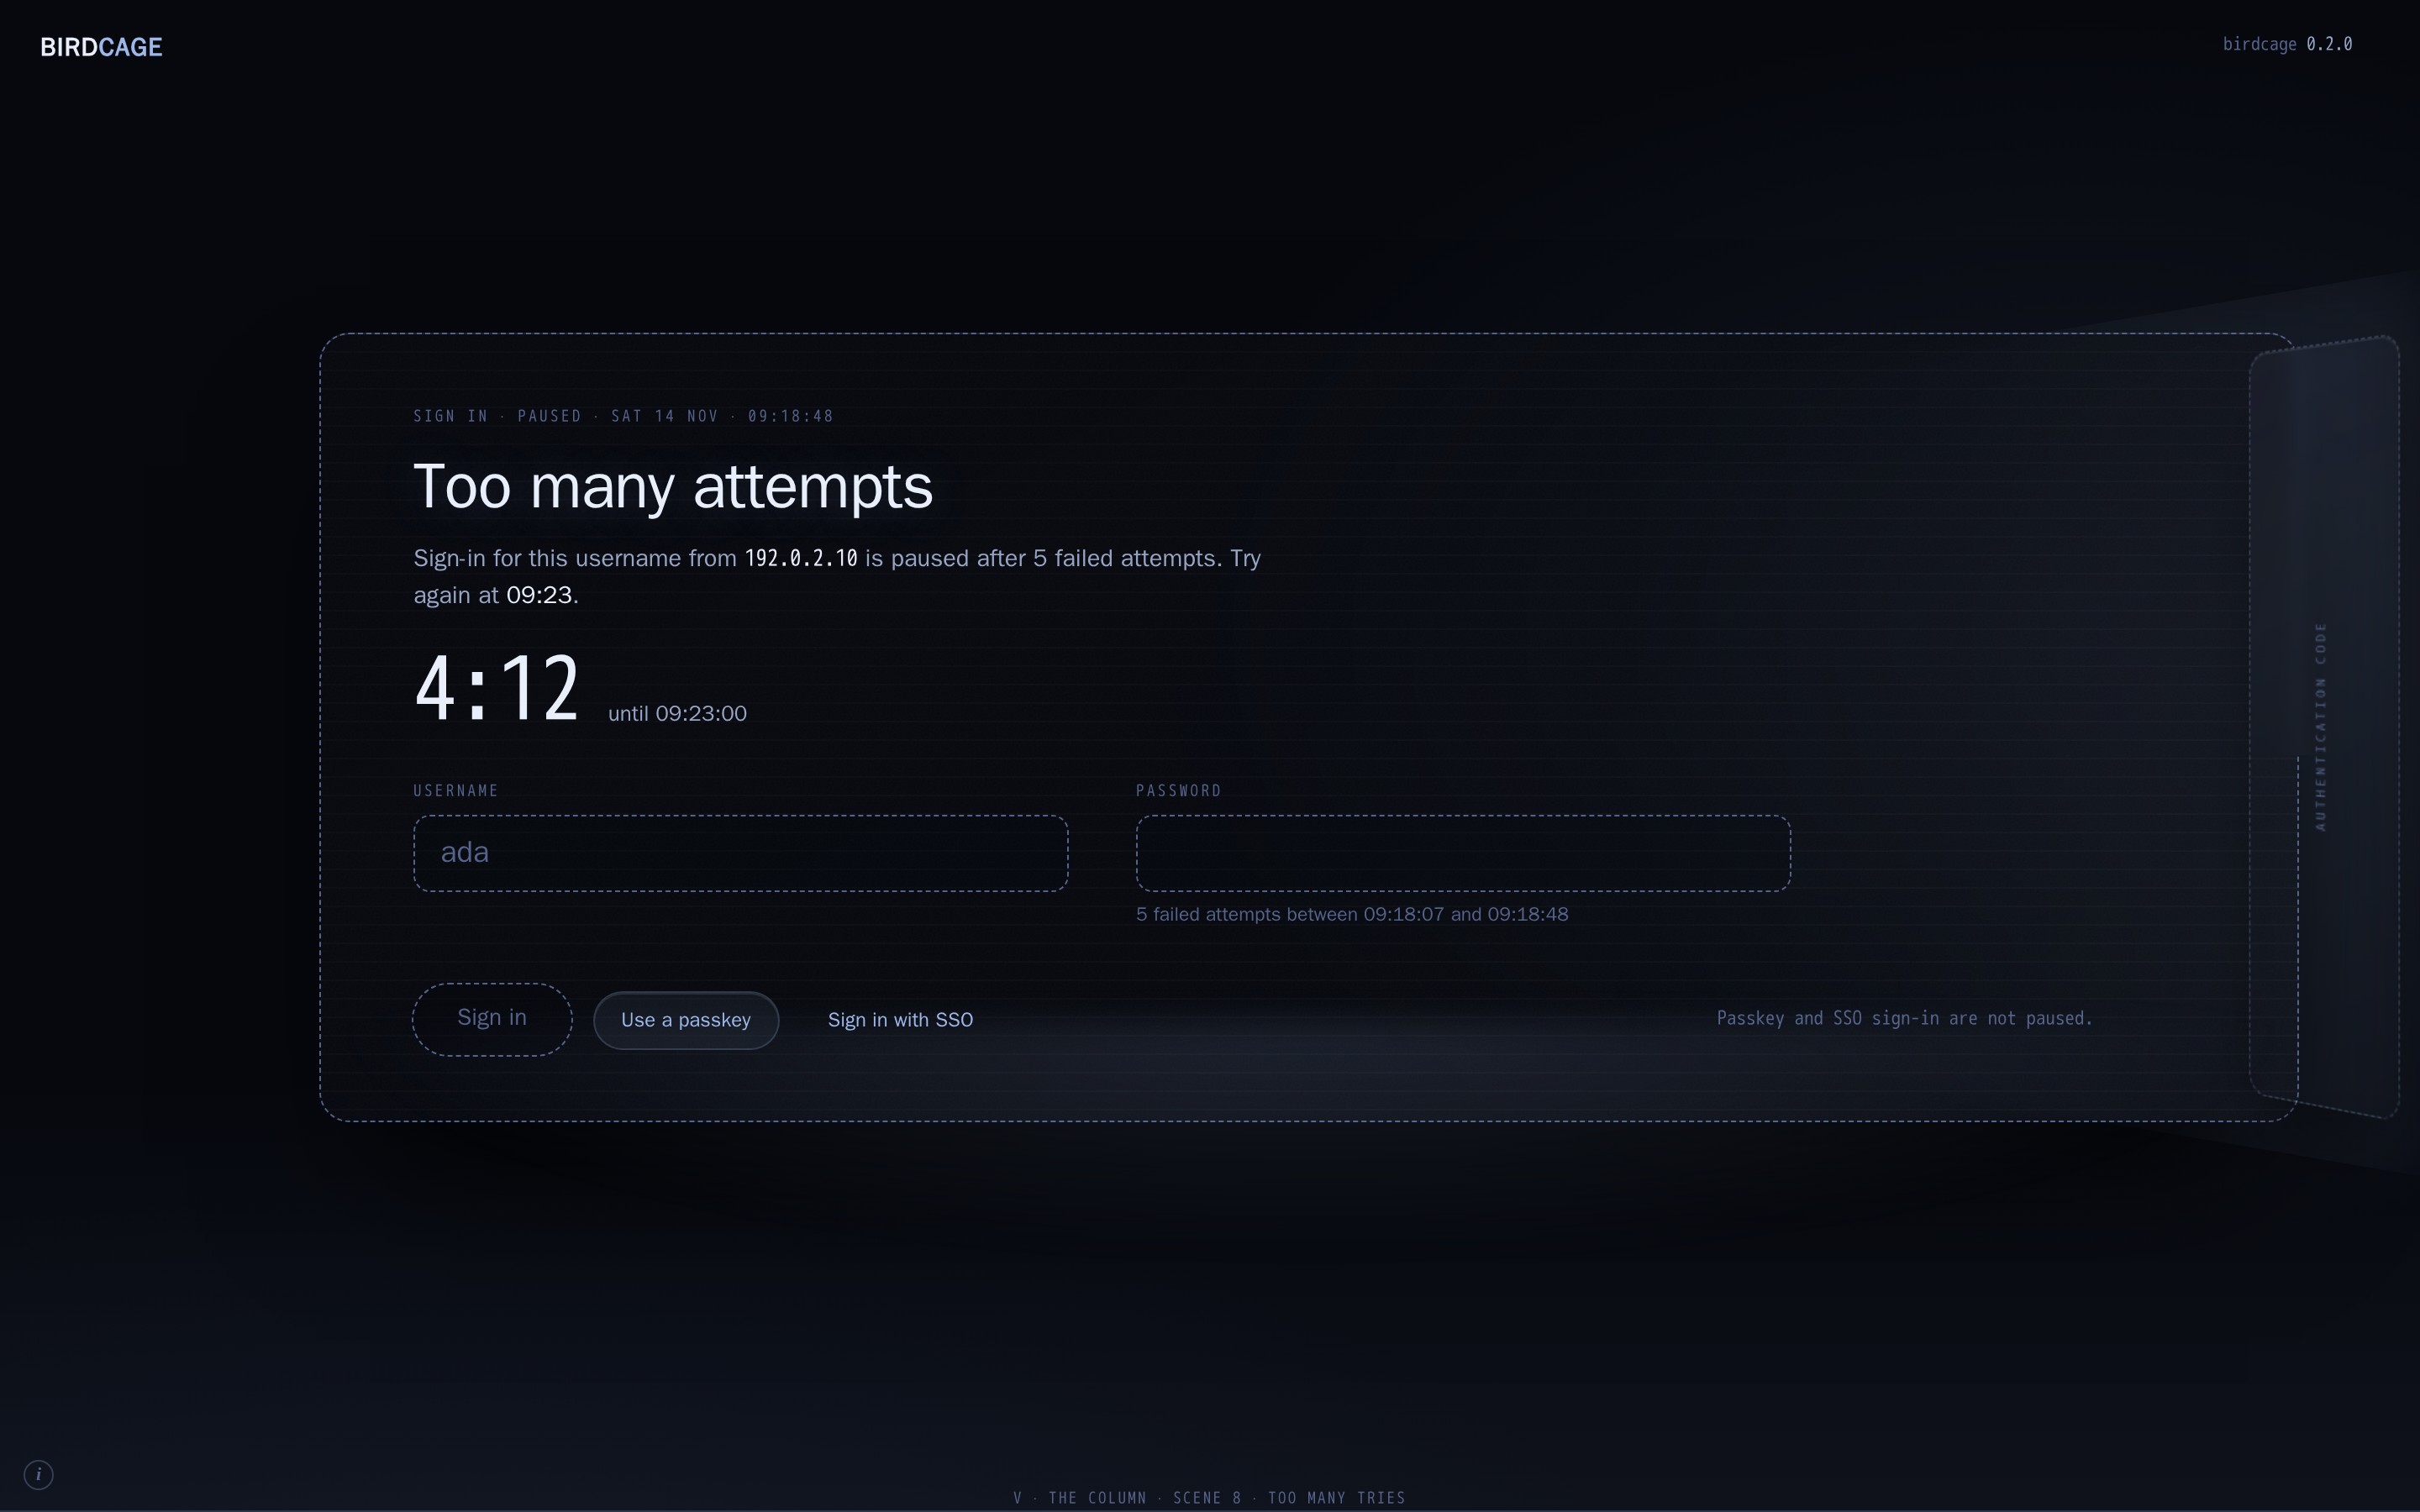 BIRDCAGE
birdcage 0.2.0
SIGN IN · PAUSED · SAT 14 NOV · 09:18:48
Too many attempts
Sign-in for this username from 192.0.2.10 is paused after 5 failed attempts. Try
again at 09:23.
4:12 until 09:23:00
USERNAME
ada
PASSWORD
5 failed attempts between 09:18:07 and 09:18:48
Sign in
Use a passkey
Sign in with SSO
Passkey and SSO sign-in are not paused.
AUTHENTICATION CODE
i
V · THE COLUMN · SCENE 8 · TOO MANY TRIES